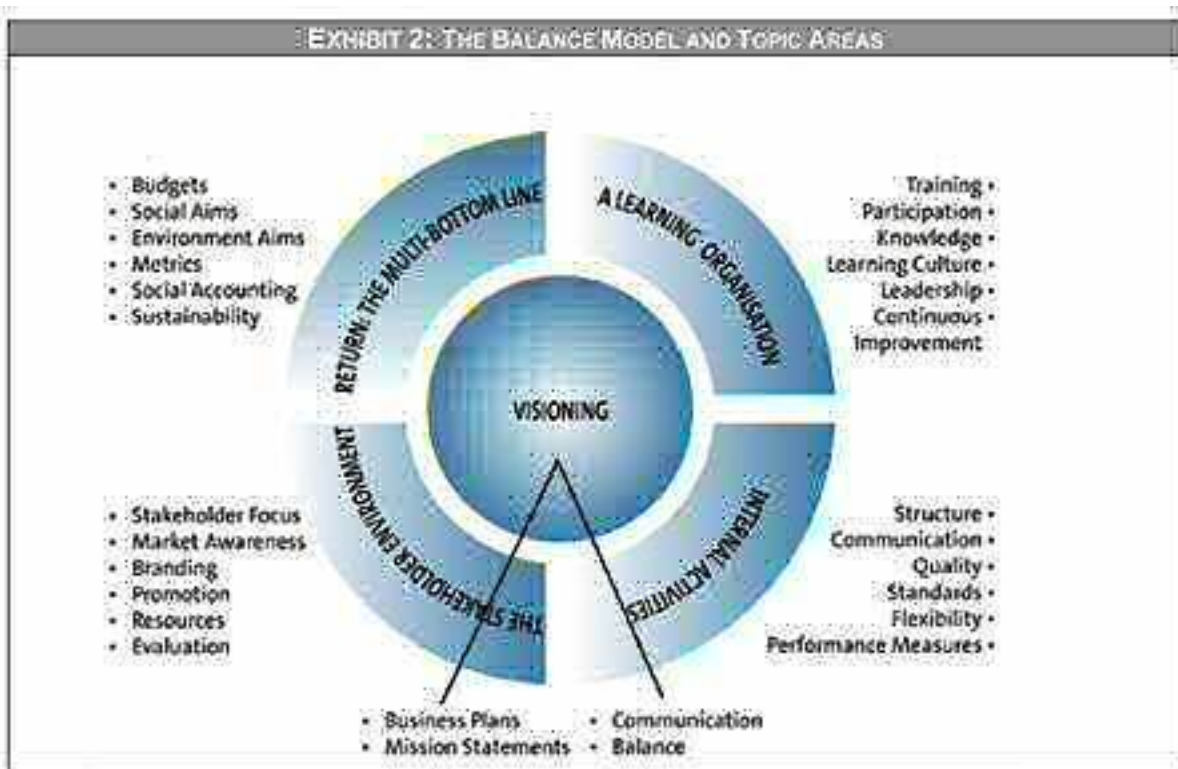 EXHIBIT 2: THE BALANCE MODEL AND TOPIC AREAS
• Budgets
• Social Aims
• Environment Aims
• Metrics
• Social Accounting
• Sustainability
RETURN: THE MULTI-BOTTOM LINE
A LEARNING ORGANISATION
Training •
Participation •
Knowledge •
Learning Culture •
Leadership •
Continuous •
Improvement
VISIONING
• Stakeholder Focus
• Market Awareness
• Branding
• Promotion
• Resources
• Evaluation
THE STAKEHOLDER ENVIRONMENT
INTERNAL ACTIVITIES
Structure •
Communication •
Quality •
Standards •
Flexibility •
Performance Measures •
• Business Plans
• Mission Statements
• Communication
• Balance